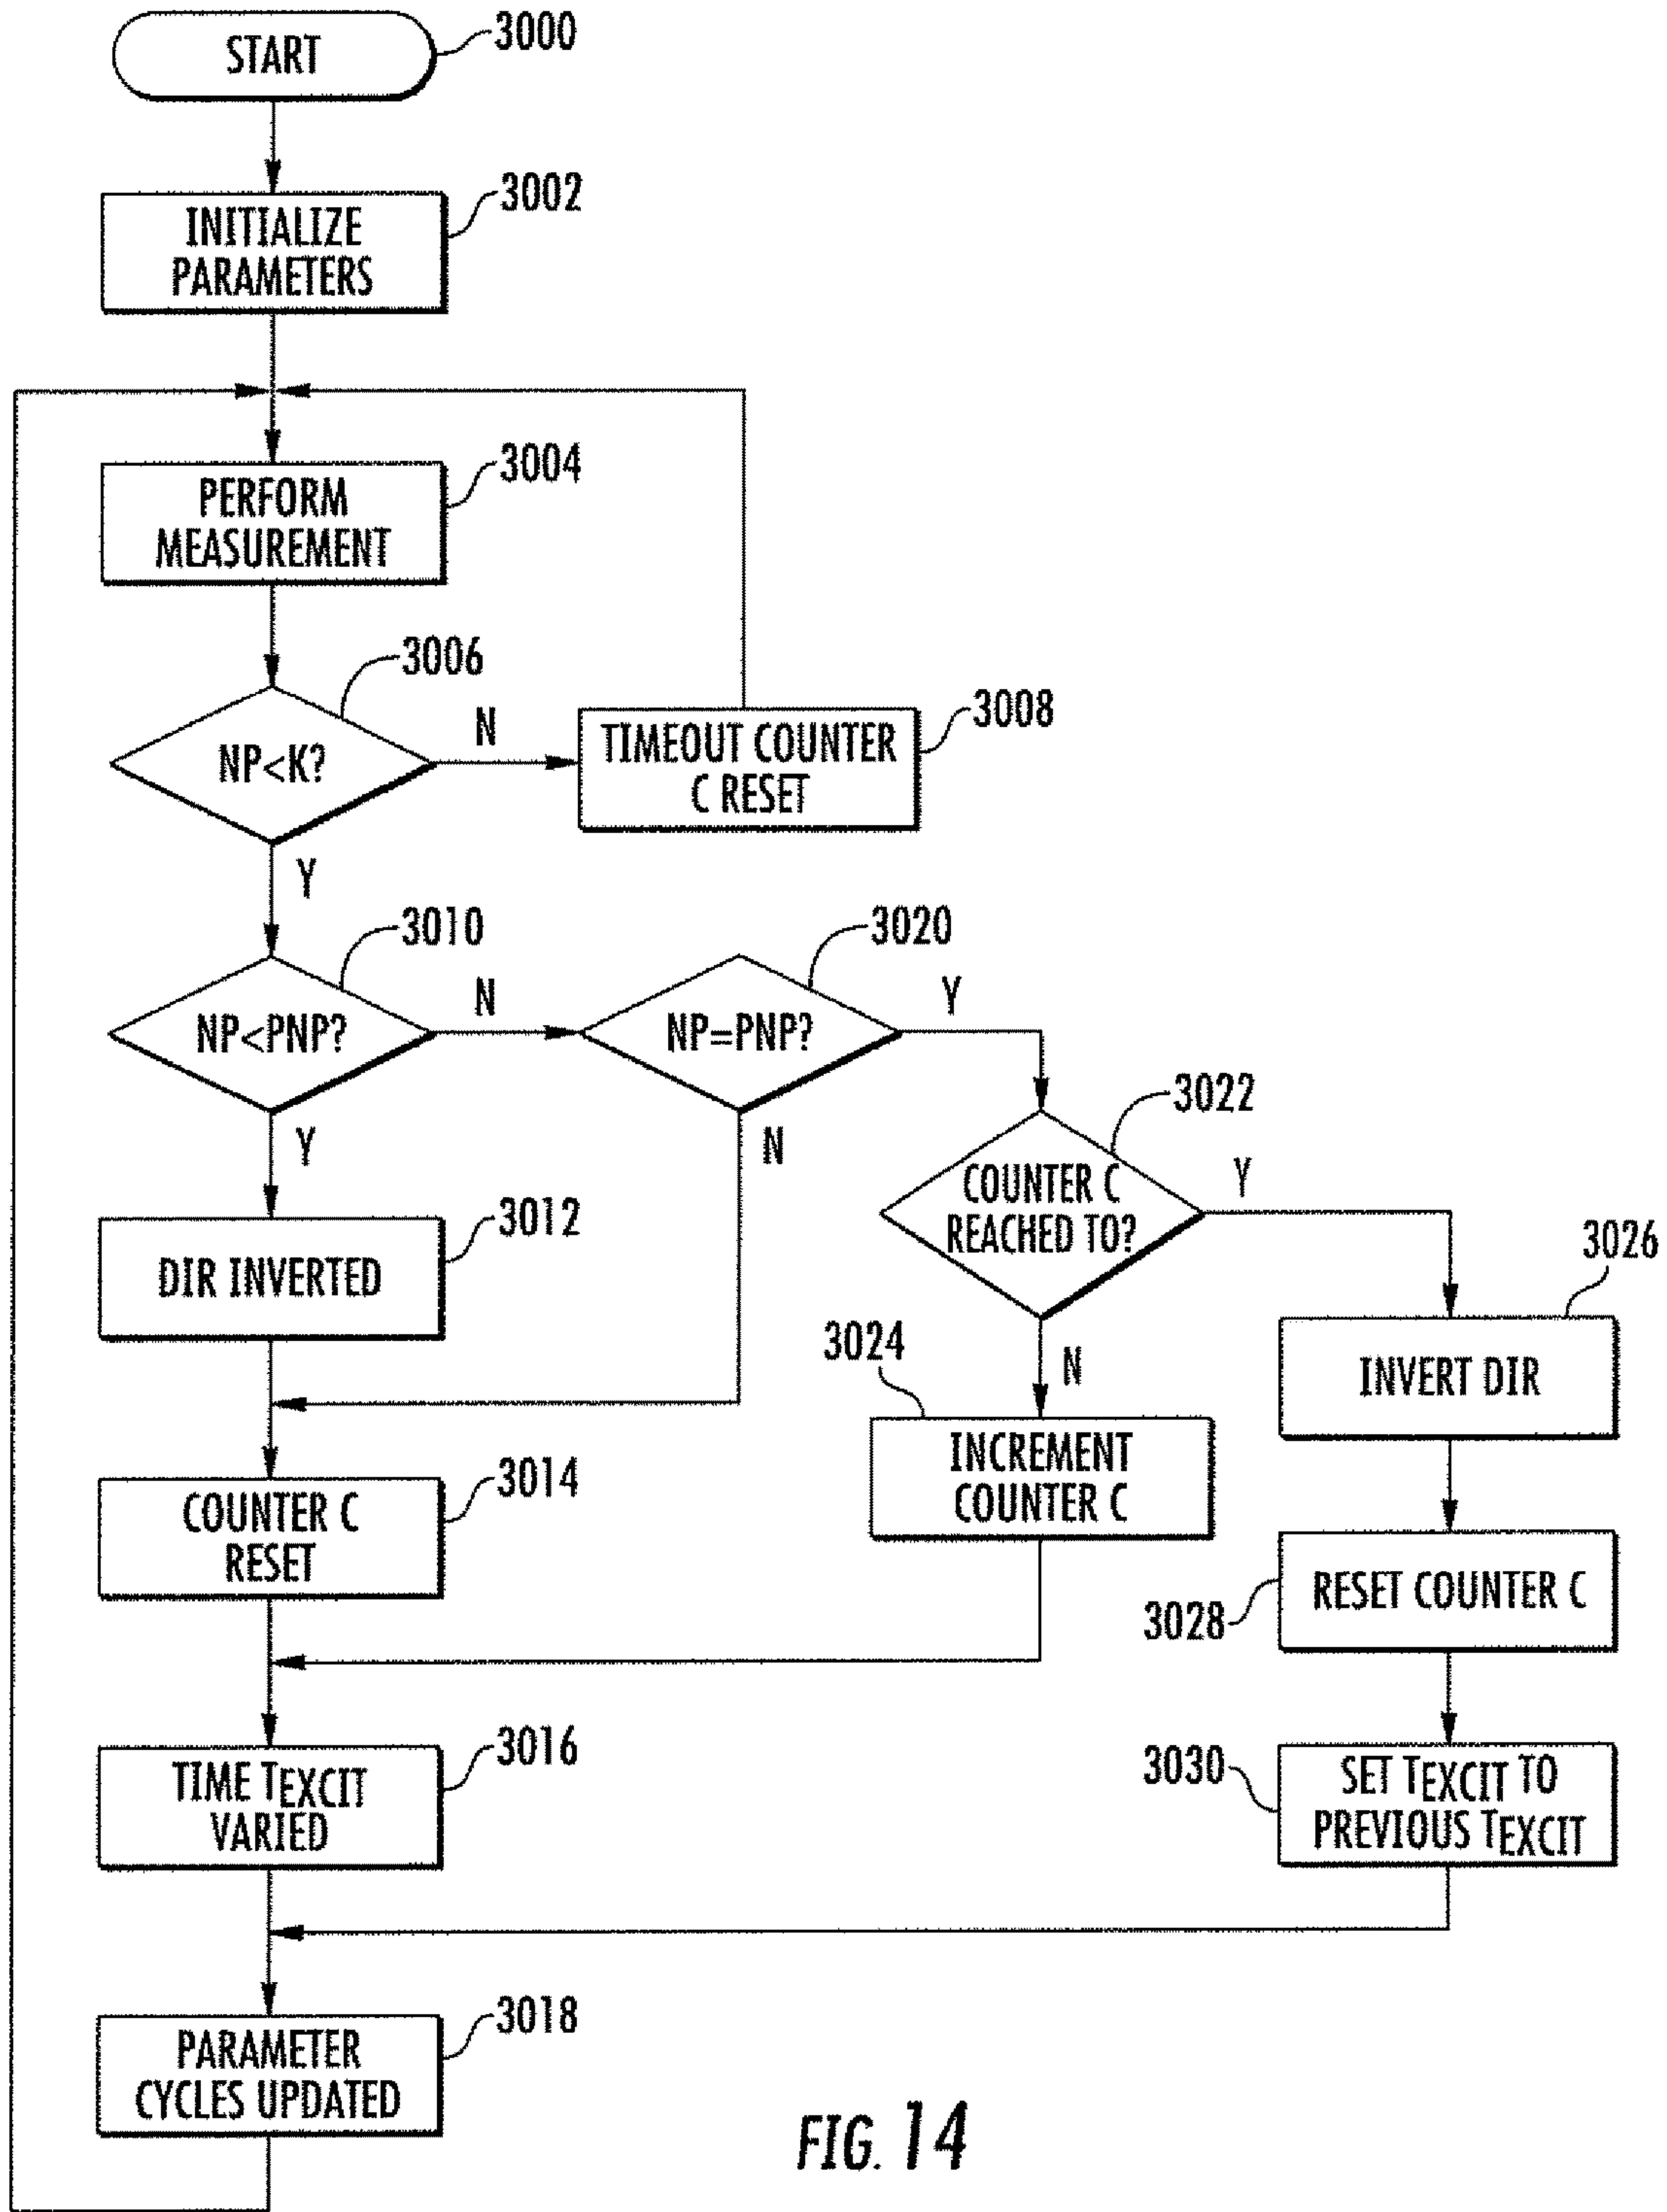 START
3000
INITIALIZE
PARAMETERS
3002
PERFORM
MEASUREMENT
3004
NP<K?
3006
N
Y
TIMEOUT COUNTER
C RESET
3008
NP<PNP?
3010
N
Y
NP=PNP?
3020
Y
N
COUNTER C
REACHED TO?
3022
Y
N
DIR INVERTED
3012
3024
INCREMENT
COUNTER C
3026
INVERT DIR
COUNTER C
RESET
3014
RESET COUNTER C
3028
TIME TEXCIT
VARIED
3016
3030
SET TEXCIT TO
PREVIOUS TEXCIT
PARAMETER
CYCLES UPDATED
3018
FIG. 14